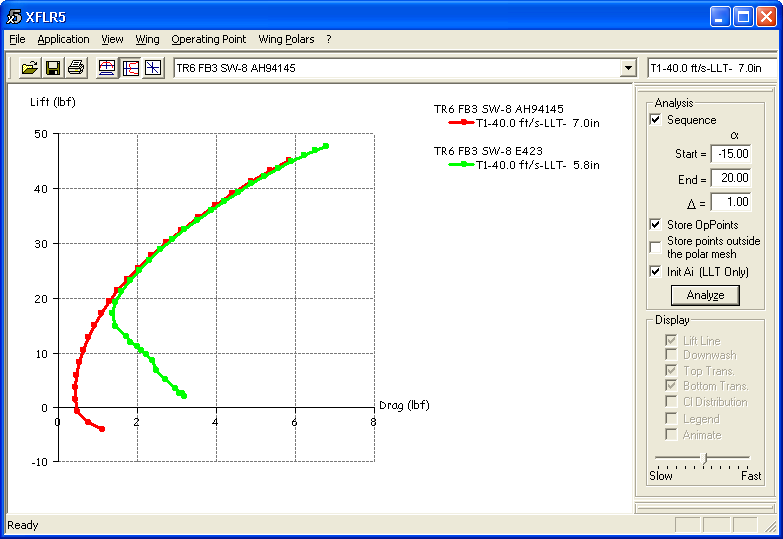 XFLR5
File Application View Wing Operating Point Wing Polars ?
TR6 FB3 SW-8 AH94145
T1-40.0 ft/s-LLT- 7.0in
Lift (lbf)
50
40
30
20
10
0
-10
0 2 4 6 8
Drag (lbf)
TR6 FB3 SW-8 AH94145
T1-40.0 ft/s-LLT- 7.0in
TR6 FB3 SW-8 E423
T1-40.0 ft/s-LLT- 5.8in
Analysis
Sequence
α
Start = -15.00
End = 20.00
Δ = 1.00
Store OpPoints
Store points outside
the polar mesh
Init Ai (LLT Only)
Analyze
Display
Lift Line
Downwash
Top Trans.
Bottom Trans.
Cl Distribution
Legend
Animate
Slow Fast
Ready